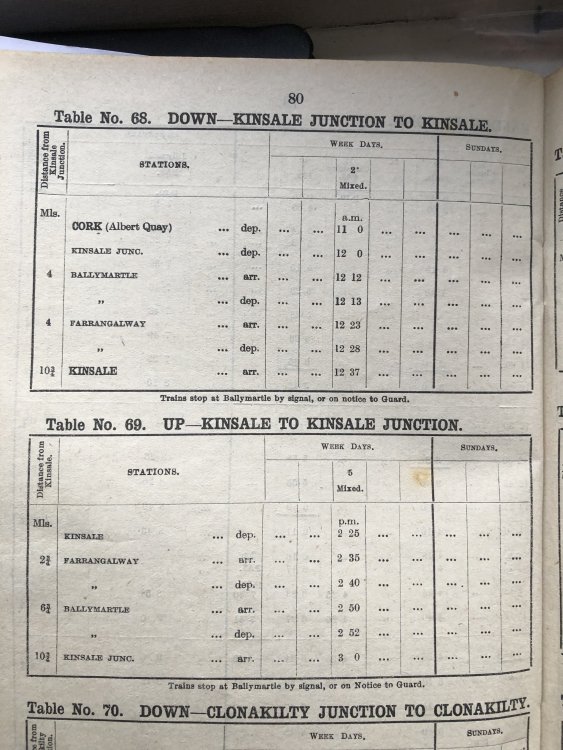 80
Table No. 68. DOWN—KINSALE JUNCTION TO KINSALE.
Distance from Kinsale Junction. STATIONS. WEEK DAYS. SUNDAYS.
2
Mixed.
Mls. a.m.
CORK (Albert Quay) ... dep. ... ... 11 0 ... ... ... ... ...
KINSALE JUNC. ... dep. ... ... 12 0 ... ... ... ... ...
4 BALLYMARTLE ... arr. ... ... 12 12 ... ... ... ... ...
„ ... dep. ... ... 12 13 ... ... ... ... ...
4 FARRANGALWAY ... arr. ... ... 12 23 ... ... ... ... ...
„ ... dep. ... ... 12 28 ... ... ... ... ...
10¾ KINSALE ... arr. ... ... 12 37 ... ... ... ... ...
Trains stop at Ballymartle by signal, or on notice to Guard.
Table No. 69. UP—KINSALE TO KINSALE JUNCTION.
Distance from Kinsale. STATIONS. WEEK DAYS. SUNDAYS.
5
Mixed.
Mls. p.m.
KINSALE ... dep. ... ... 2 25 ... ... ... ... ...
2¾ FARRANGALWAY ... arr. ... ... 2 35 ... ... ... ... ...
„ ... dep. ... ... 2 40 ... ... ... ... ...
6¾ BALLYMARTLE ... arr. ... ... 2 50 ... ... ... ... ...
„ ... dep. ... ... 2 52 ... ... ... ... ...
10¾ KINSALE JUNC. ... arr. ... ... 3 0 ... ... ... ... ...
Trains stop at Ballymartle by signal, or on Notice to Guard.
Table No. 70. DOWN—CLONAKILTY JUNCTION TO CLONAKILTY.
WEEK DAYS. SUNDAYS.